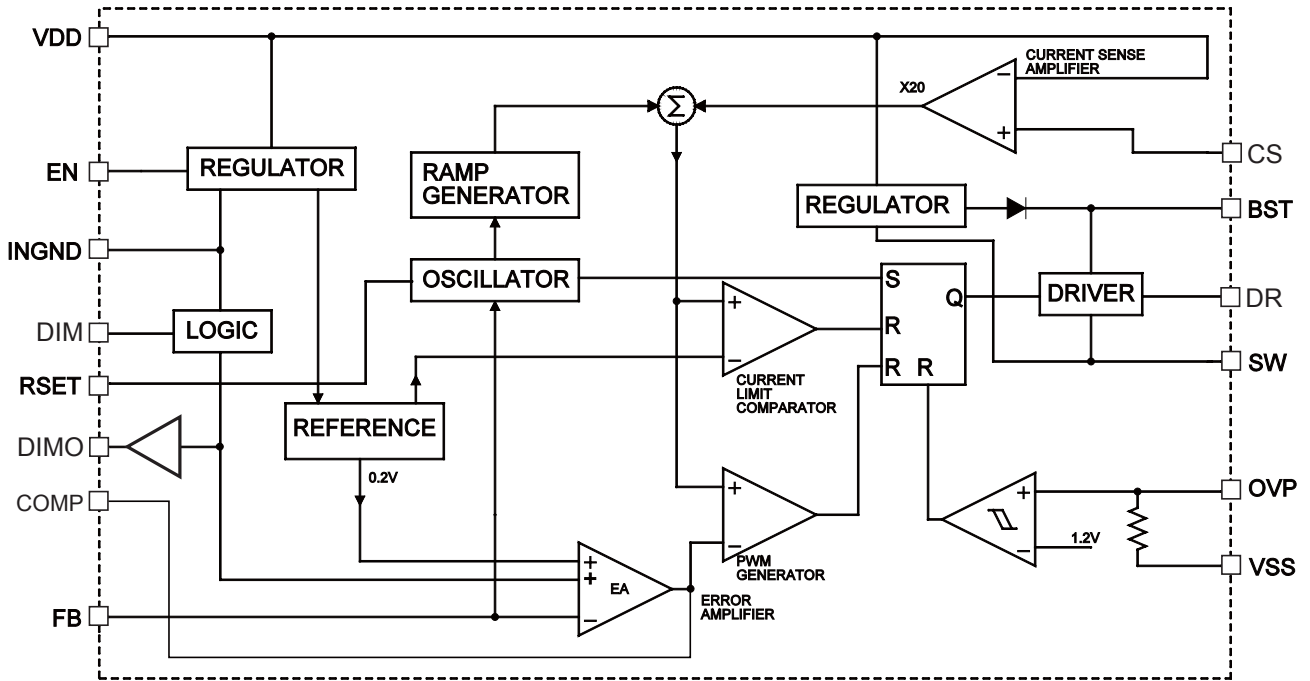 VDD
CURRENT SENSE
AMPLIFIER
X20
−
Σ
+
REGULATOR
RAMP
GENERATOR
CS
EN
REGULATOR
BST
INGND
OSCILLATOR
S
Q
DRIVER
DR
+
DIM
LOGIC
R
−
SW
R R
RSET
CURRENT
LIMIT
COMPARATOR
REFERENCE
DIMO
0.2V
COMP
+
+
OVP
1.2V
−
−
PWM
GENERATOR
VSS
+
+
EA
ERROR
AMPLIFIER
FB
−